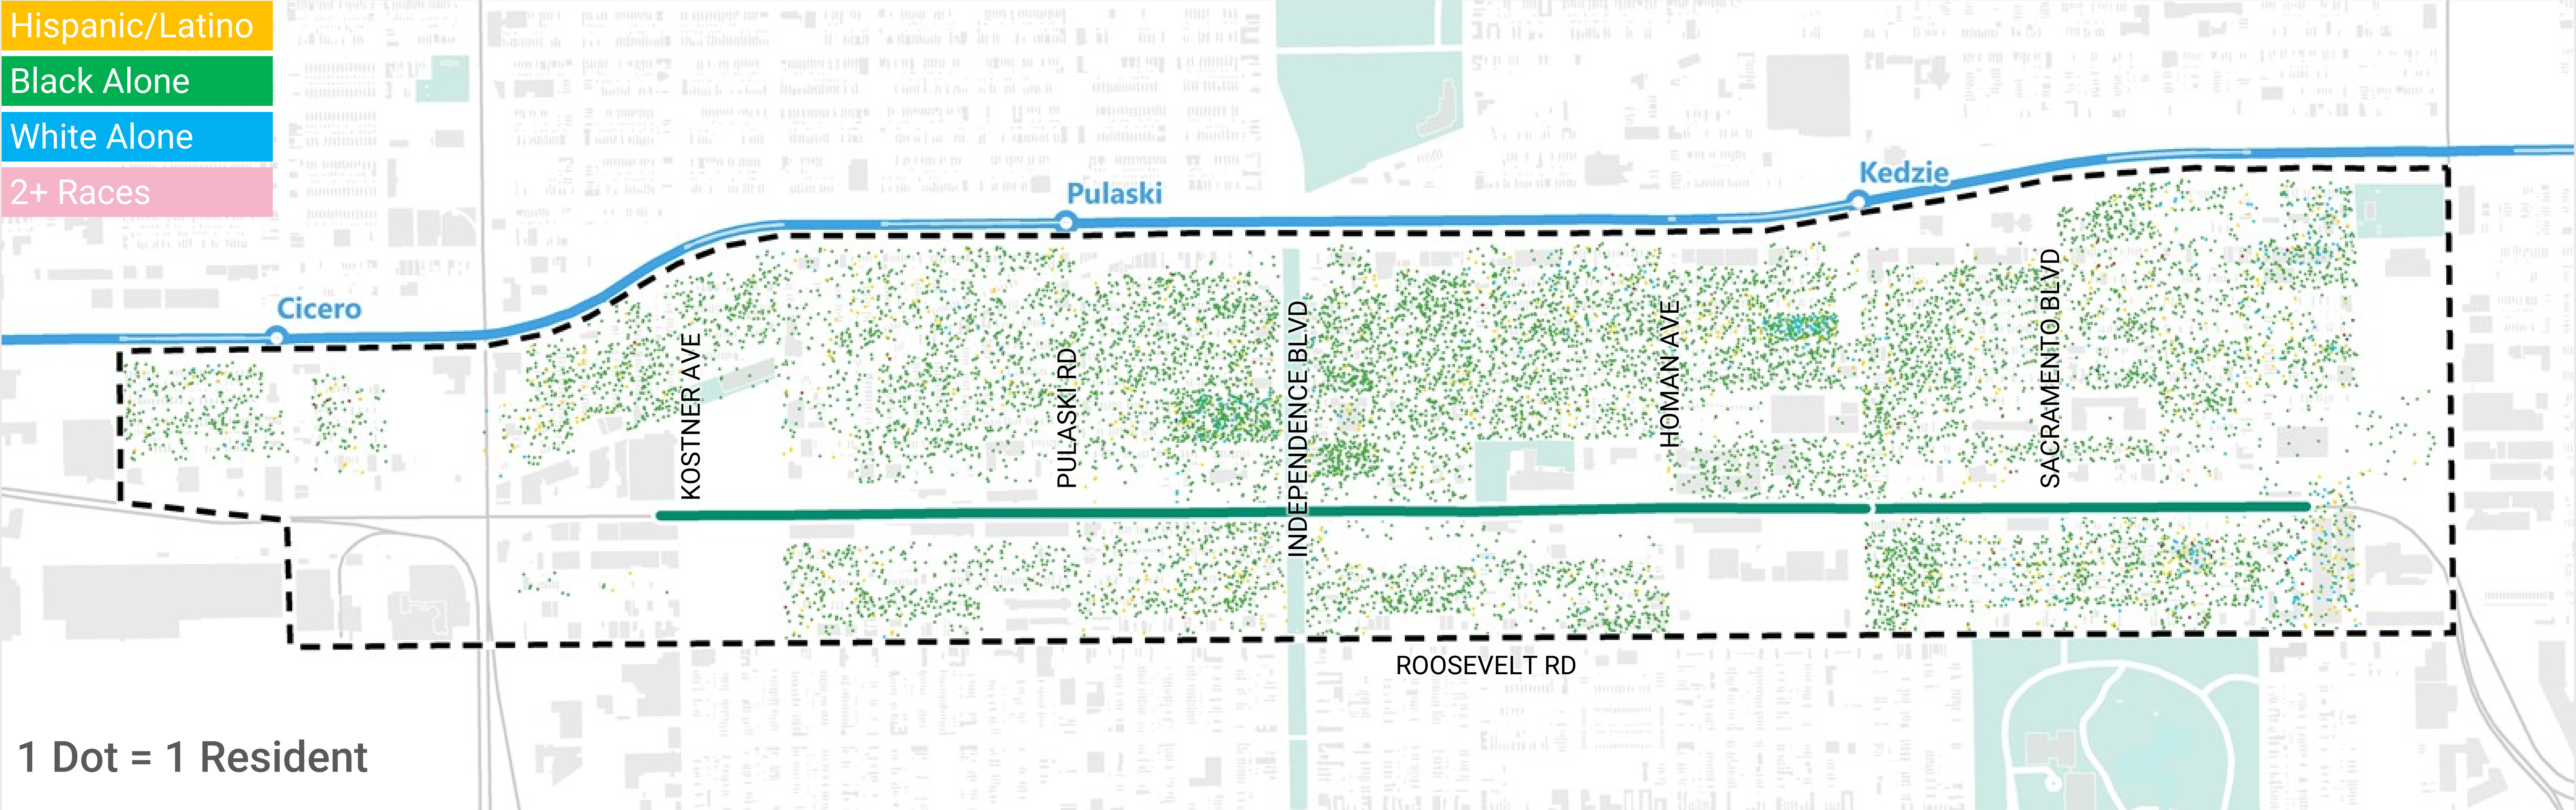 Hispanic/Latino
Black Alone
White Alone
2+ Races
Cicero
Pulaski
Kedzie
KOSTNER AVE
PULASKI RD
INDEPENDENCE BLVD
HOMAN AVE
SACRAMENTO BLVD
ROOSEVELT RD
1 Dot = 1 Resident